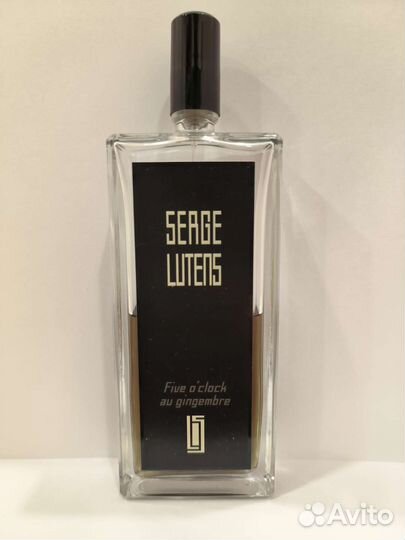 SERGE
LUTENS
Five o'clock
au gingembre
Avito